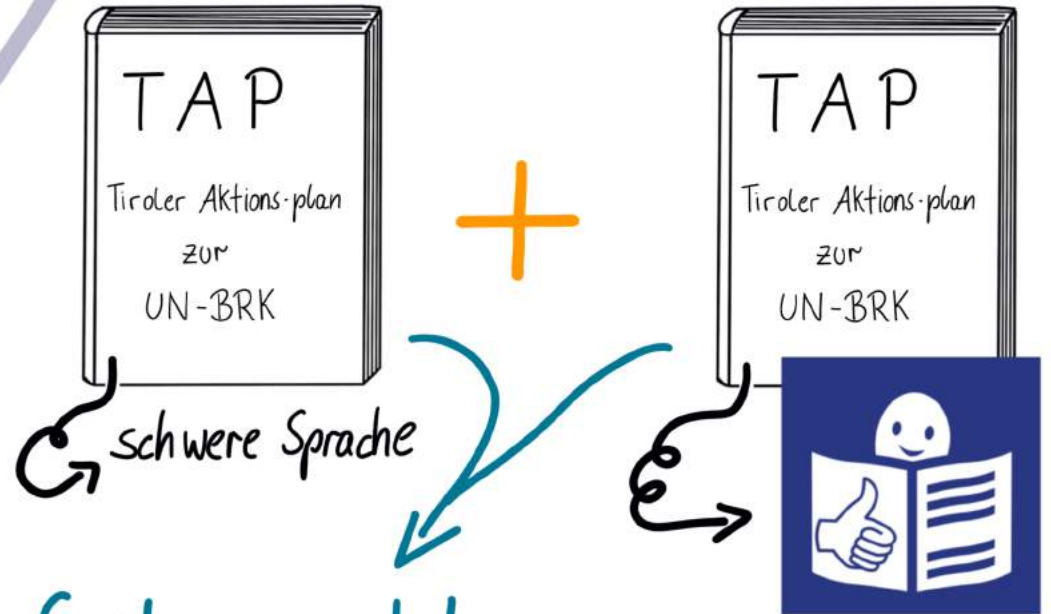 TAP
Tiroler Aktions-plan
zur
UN-BRK
schwere Sprache
TAP
Tiroler Aktions-plan
zur
UN-BRK